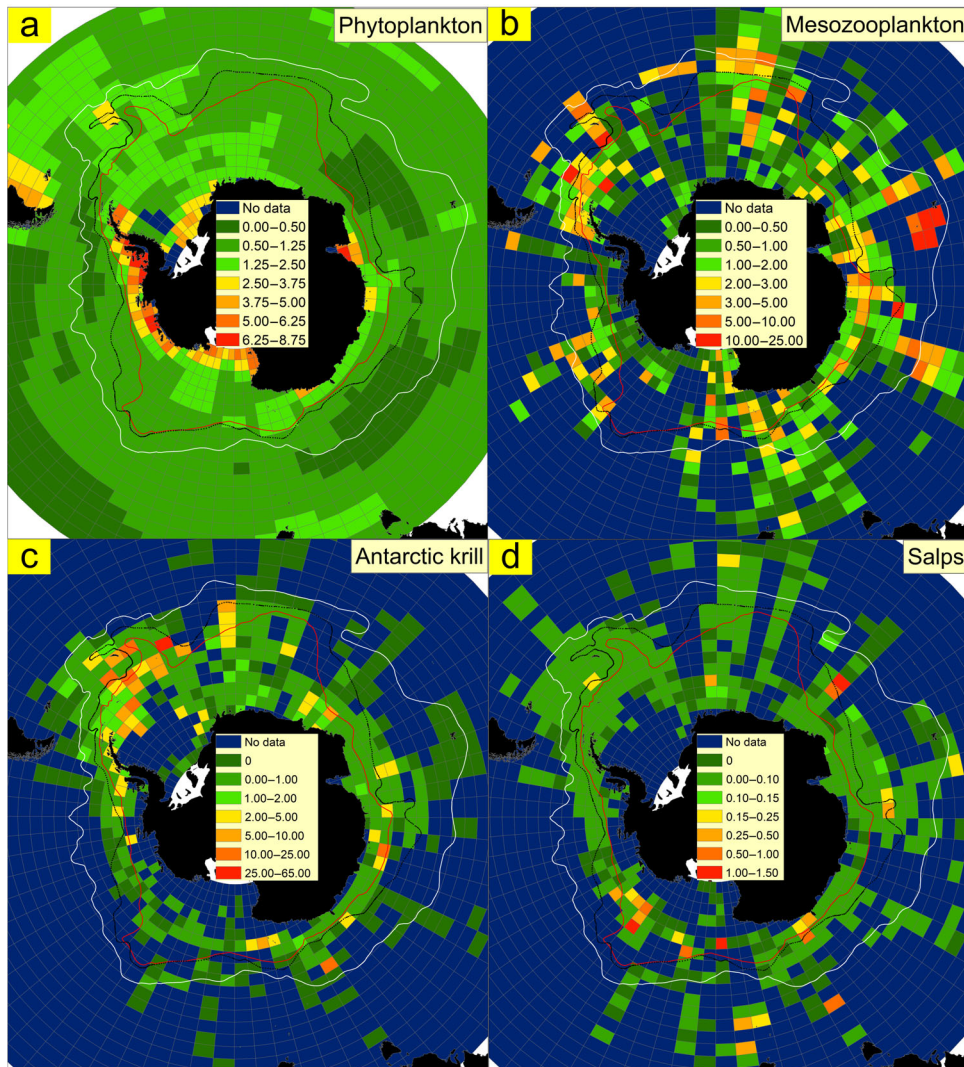 a
Phytoplankton
No data
0.00–0.50
0.50–1.25
1.25–2.50
2.50–3.75
3.75–5.00
5.00–6.25
6.25–8.75
b
Mesozooplankton
No data
0.00–0.50
0.50–1.00
1.00–2.00
2.00–3.00
3.00–5.00
5.00–10.00
10.00–25.00
c
Antarctic krill
No data
0
0.00–1.00
1.00–2.00
2.00–5.00
5.00–10.00
10.00–25.00
25.00–65.00
d
Salps
No data
0
0.00–0.10
0.10–0.15
0.15–0.25
0.25–0.50
0.50–1.00
1.00–1.50